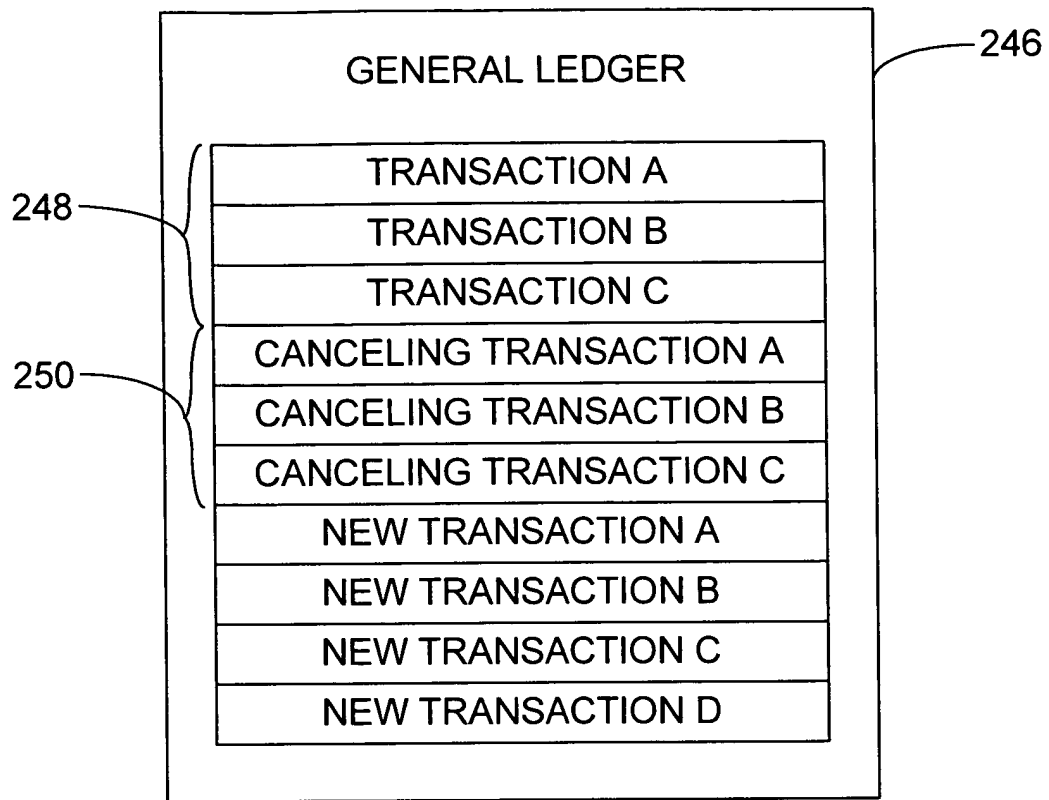 GENERAL LEDGER
246
TRANSACTION A
248
TRANSACTION B
TRANSACTION C
CANCELING TRANSACTION A
250
CANCELING TRANSACTION B
CANCELING TRANSACTION C
NEW TRANSACTION A
NEW TRANSACTION B
NEW TRANSACTION C
NEW TRANSACTION D